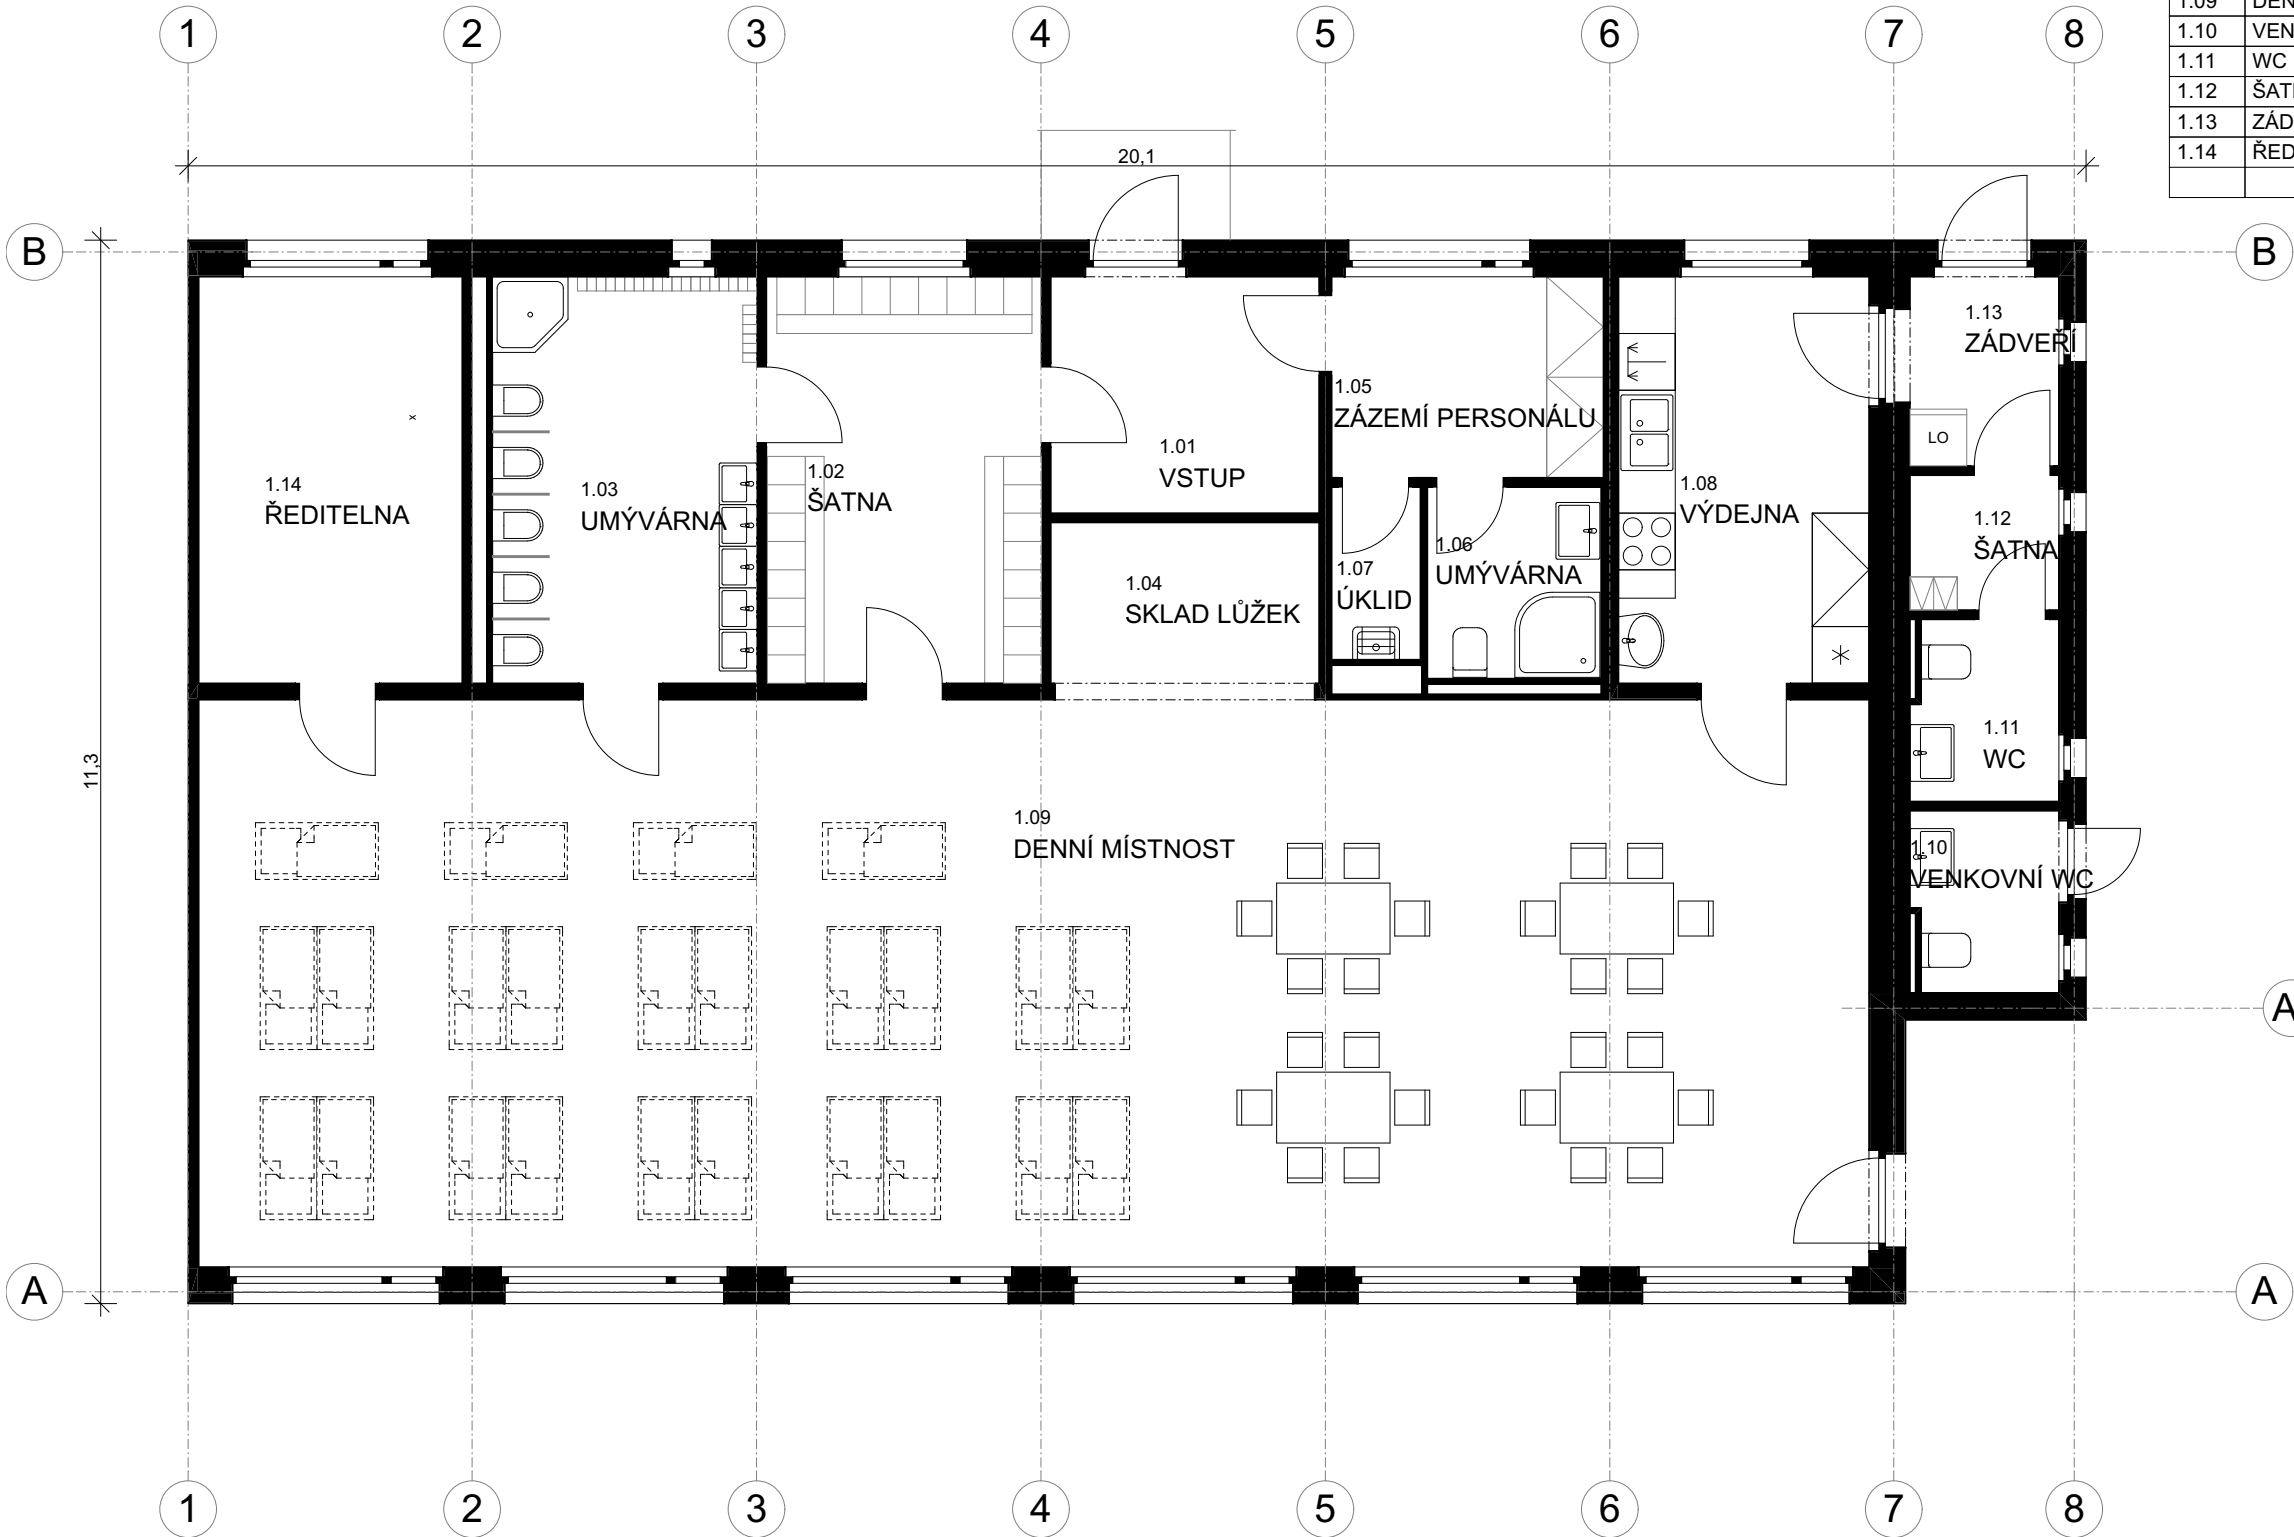 1 2 3 4 5 6 7 8
1.10
1.11 WC
1.12
1.13
1.14
20,1
B B
1.13
ZÁDVEŘÍ
1.05
ZÁZEMÍ PERSONÁLU
LO
1.01
VSTUP
1.02
ŠATNA
1.14
ŘEDITELNA
1.03
UMÝVÁRNA
1.08
VÝDEJNA
1.12
ŠATNA
1.06
UMÝVÁRNA
1.07
ÚKLID
1.04
SKLAD LŮŽEK
1.11
WC
11,3
1.09
DENNÍ MÍSTNOST
1.10
VENKOVNÍ WC
A
A A
1 2 3 4 5 6 7 8